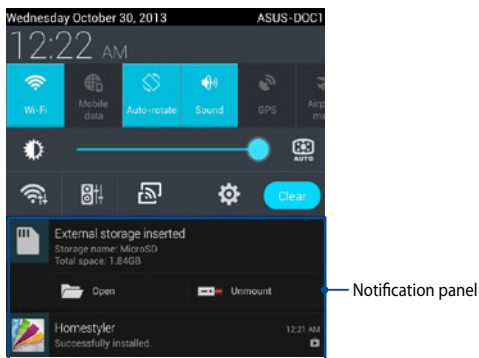 Wednesday October 30, 2013 ASUS-DOC1
12:22 AM
Wi-Fi
Mobile data
Auto-rotate
Sound
GPS
AUTO
Clear
External storage inserted
Storage name: MicroSD
Total space: 1.84GB
Open Unmount
Notification panel
Homestyler 12:21 AM
Successfully installed.